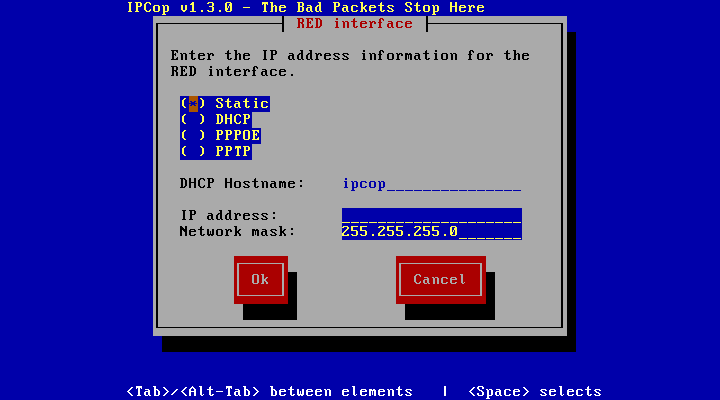 IPCop v1.3.0 - The Bad Packets Stop Here
RED interface
Enter the IP address information for the
RED interface.
(*) Static
( ) DHCP
( ) PPPOE
( ) PPTP
DHCP Hostname: ipcop_______________
IP address: ____________________
Network mask: 255.255.255.0_______
Ok Cancel
<Tab>/<Alt-Tab> between elements | <Space> selects